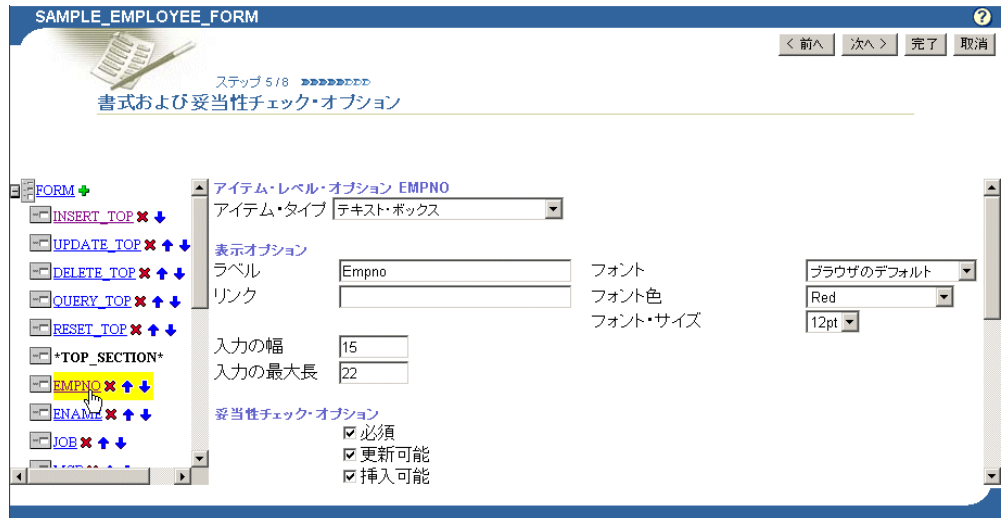 SAMPLE_EMPLOYEE_FORM
?
< 前へ 次へ > 完了 取消
ステップ 5/8
書式および妥当性チェック・オプション
FORM
INSERT_TOP
UPDATE_TOP
DELETE_TOP
QUERY_TOP
RESET_TOP
*TOP_SECTION*
EMPNO
ENAME
JOB
アイテム・レベル・オプション EMPNO
アイテム・タイプ テキスト・ボックス
表示オプション
ラベル Empno フォント ブラウザのデフォルト
リンク フォント色 Red
フォント・サイズ 12pt
入力の幅 15
入力の最大長 22
妥当性チェック・オプション
必須
更新可能
挿入可能